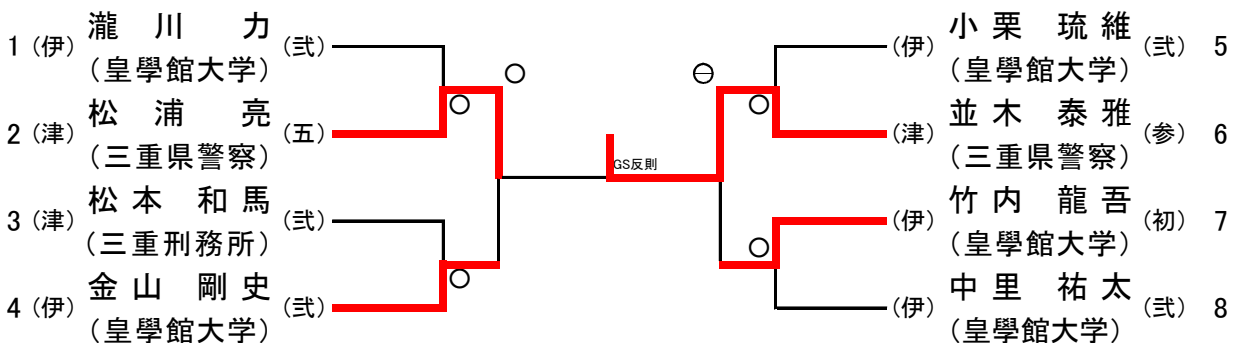 1 (伊) 瀧川 力 (弐)
(皇學館大学)
2 (津) 松浦 亮 (五)
(三重県警察)
3 (津) 松本 和馬 (弐)
(三重刑務所)
4 (伊) 金山 剛史 (弐)
(皇學館大学)
GS反則
(伊) 小栗 琉維 (弐) 5
(皇學館大学)
(津) 並木 泰雅 (参) 6
(三重県警察)
(伊) 竹内 龍吾 (初) 7
(皇學館大学)
(伊) 中里 祐太 (弐) 8
(皇學館大学)